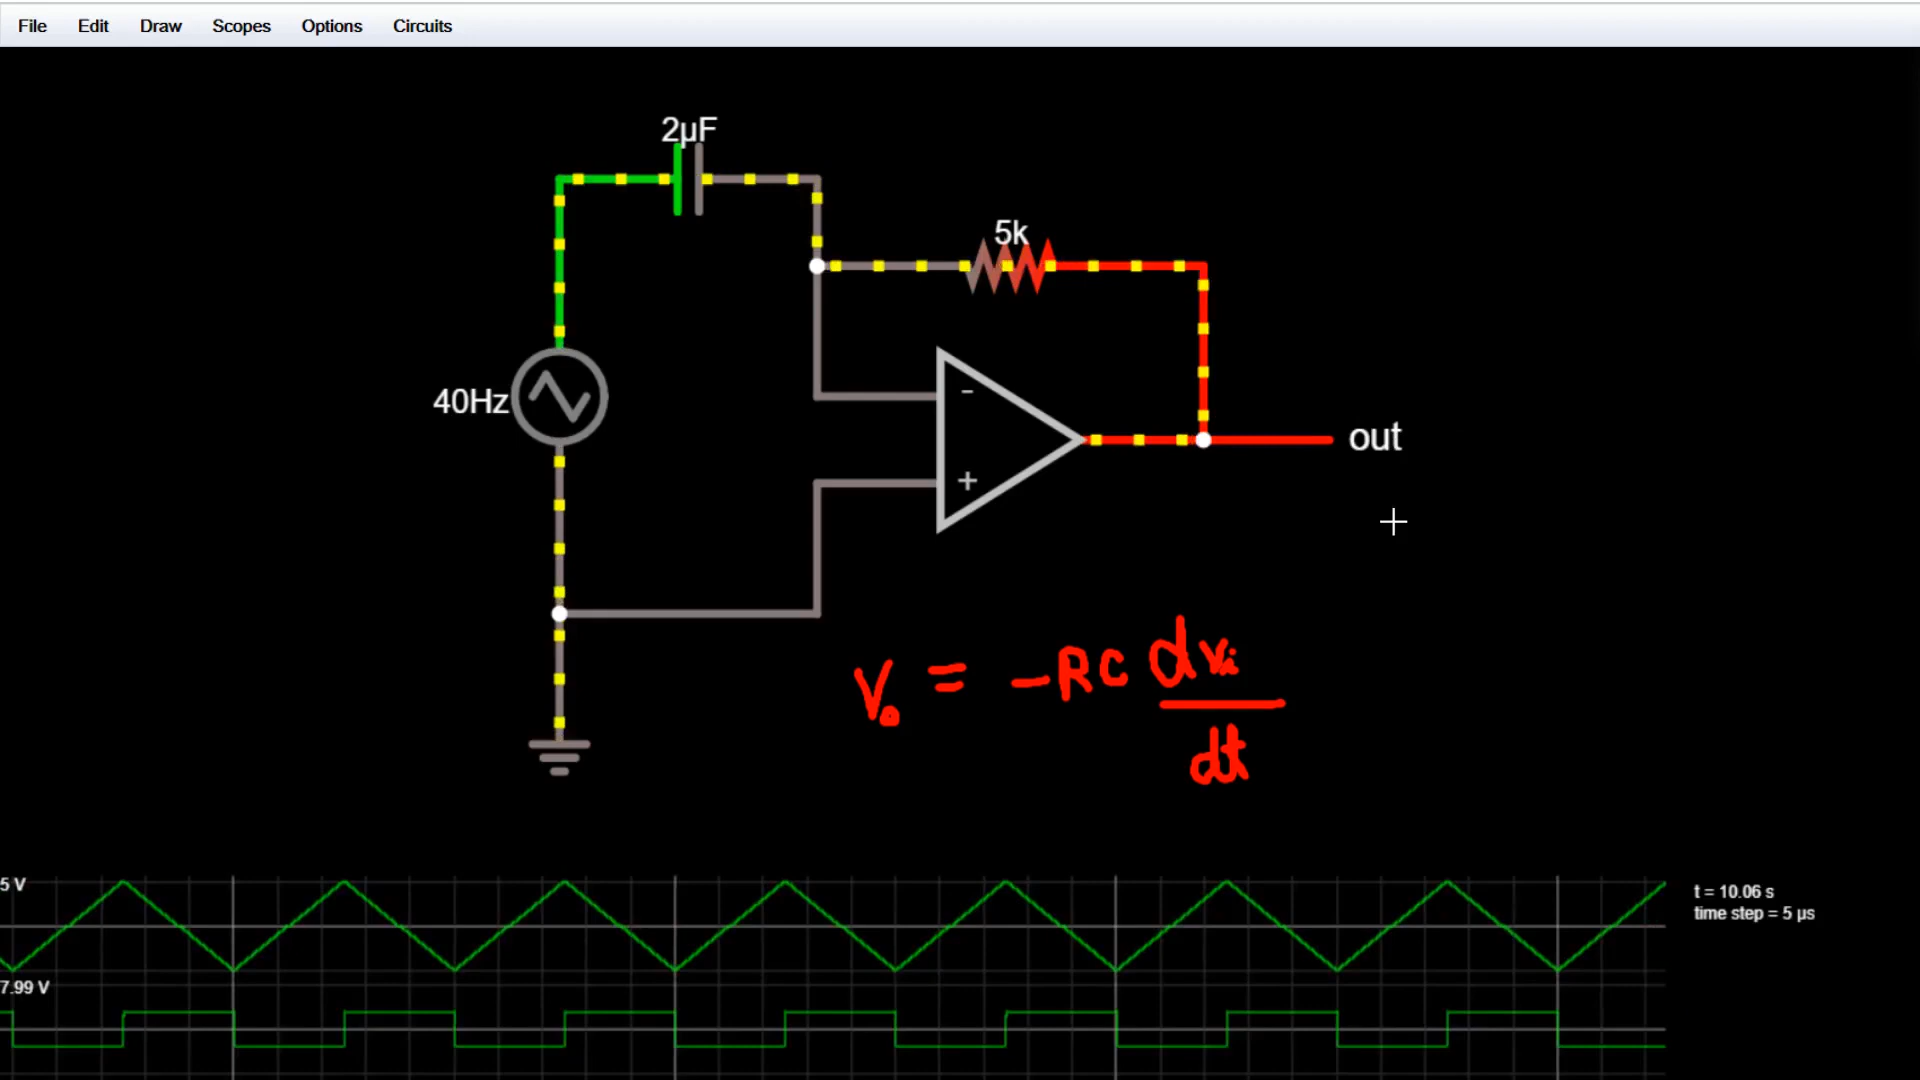 File Edit Draw Scopes Options Circuits
2µF
5k
40Hz
-
+
out
V₀ = -RC dvᵢ
dt
5 V
t = 10.06 s
time step = 5 µs
7.99 V